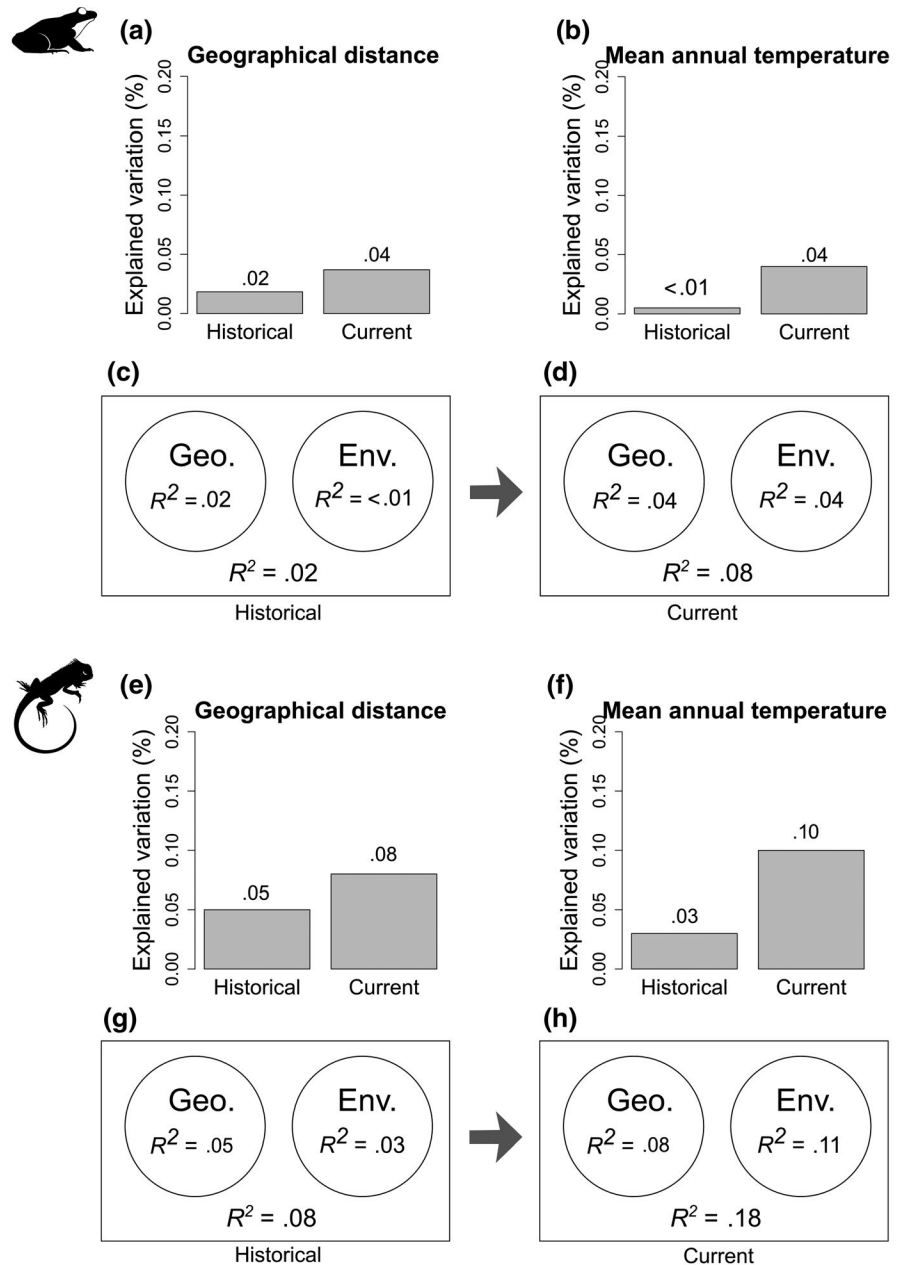 (a)
Geographical distance
Explained variation (%)
0.20
0.15
0.10
0.05
0.00
.02
.04
Historical Current
(b)
Mean annual temperature
Explained variation (%)
0.20
0.15
0.10
0.05
0.00
<.01
.04
Historical Current
(c)
Geo.
R² = .02
Env.
R² = <.01
R² = .02
Historical
(d)
Geo.
R² = .04
Env.
R² = .04
R² = .08
Current
(e)
Geographical distance
Explained variation (%)
0.20
0.15
0.10
0.05
0.00
.05
.08
Historical Current
(f)
Mean annual temperature
Explained variation (%)
0.20
0.15
0.10
0.05
0.00
.03
.10
Historical Current
(g)
Geo.
R² = .05
Env.
R² = .03
R² = .08
Historical
(h)
Geo.
R² = .08
Env.
R² = .11
R² = .18
Current